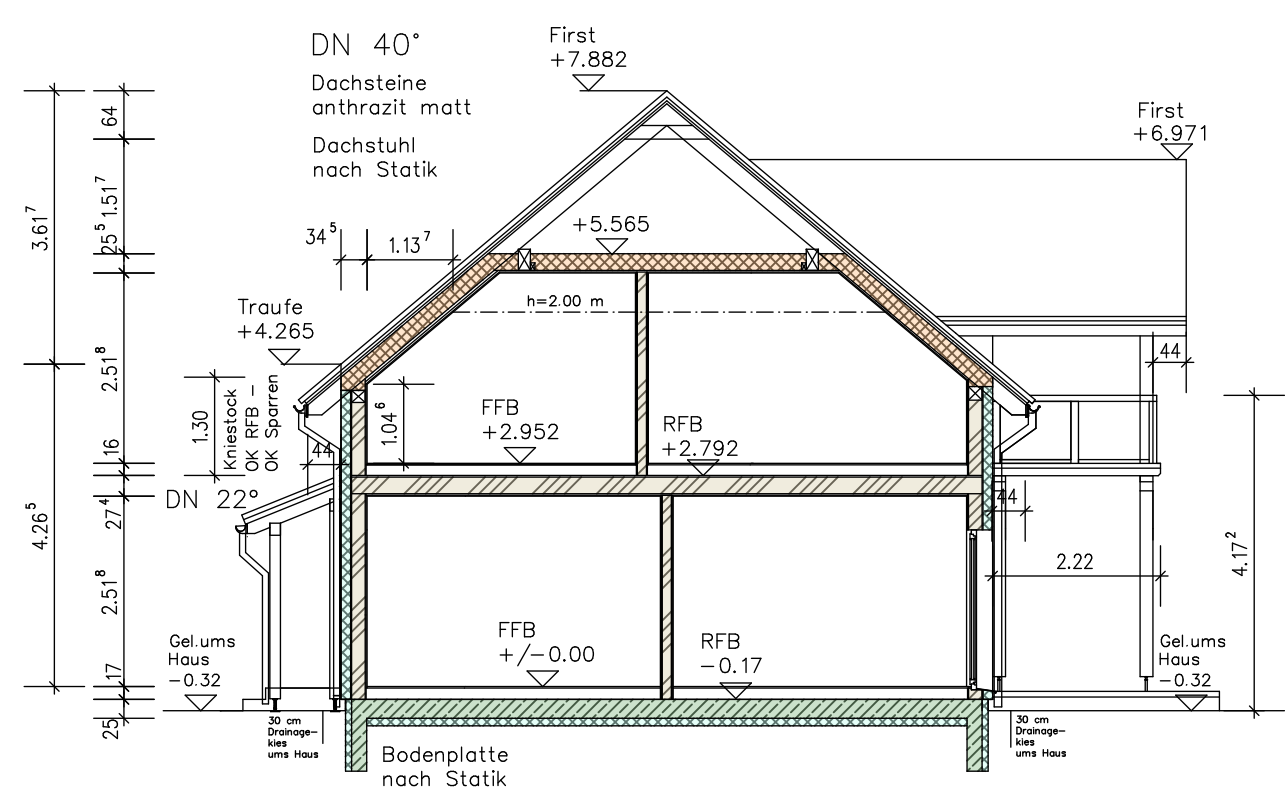 DN 40°
Dachsteine
anthrazit matt
Dachstuhl
nach Statik
First
+7.882
First
+6.971
64
1.51⁷
25⁵
3.61⁷
34⁵
1.13⁷
+5.565
h=2.00 m
Traufe
+4.265
2.51⁸
1.30
Kniestock
OK RFB –
OK Sparren
1.04⁶
44
FFB
+2.952
RFB
+2.792
44
16
DN 22°
27⁴
4.26⁵
44
2.22
4.17²
2.51⁸
FFB
+/–0.00
RFB
–0.17
Gel.ums
Haus
–0.32
Gel.ums
Haus
–0.32
17
25
30 cm
Drainage–
kies
ums Haus
30 cm
Drainage–
kies
ums Haus
Bodenplatte
nach Statik